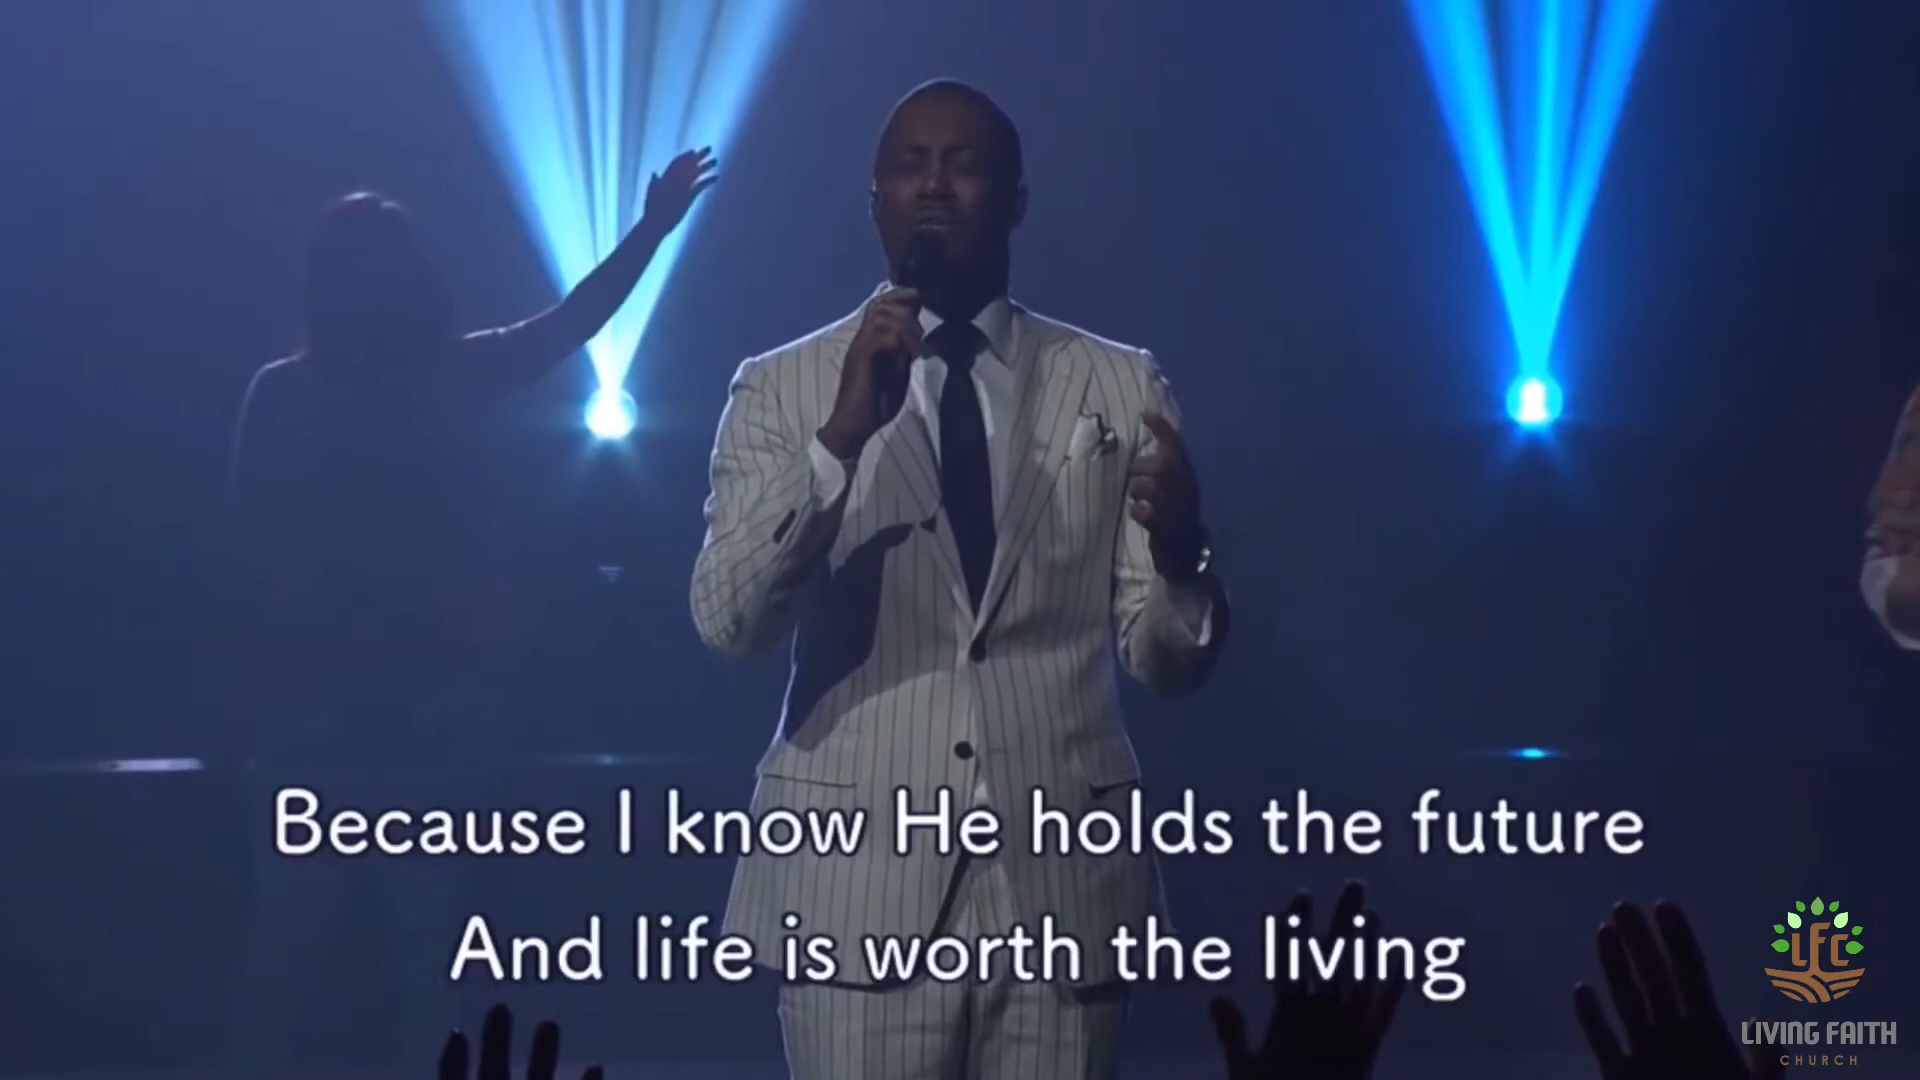 Because I know He holds the future
And life is worth the living
LFC
LIVING FAITH
CHURCH